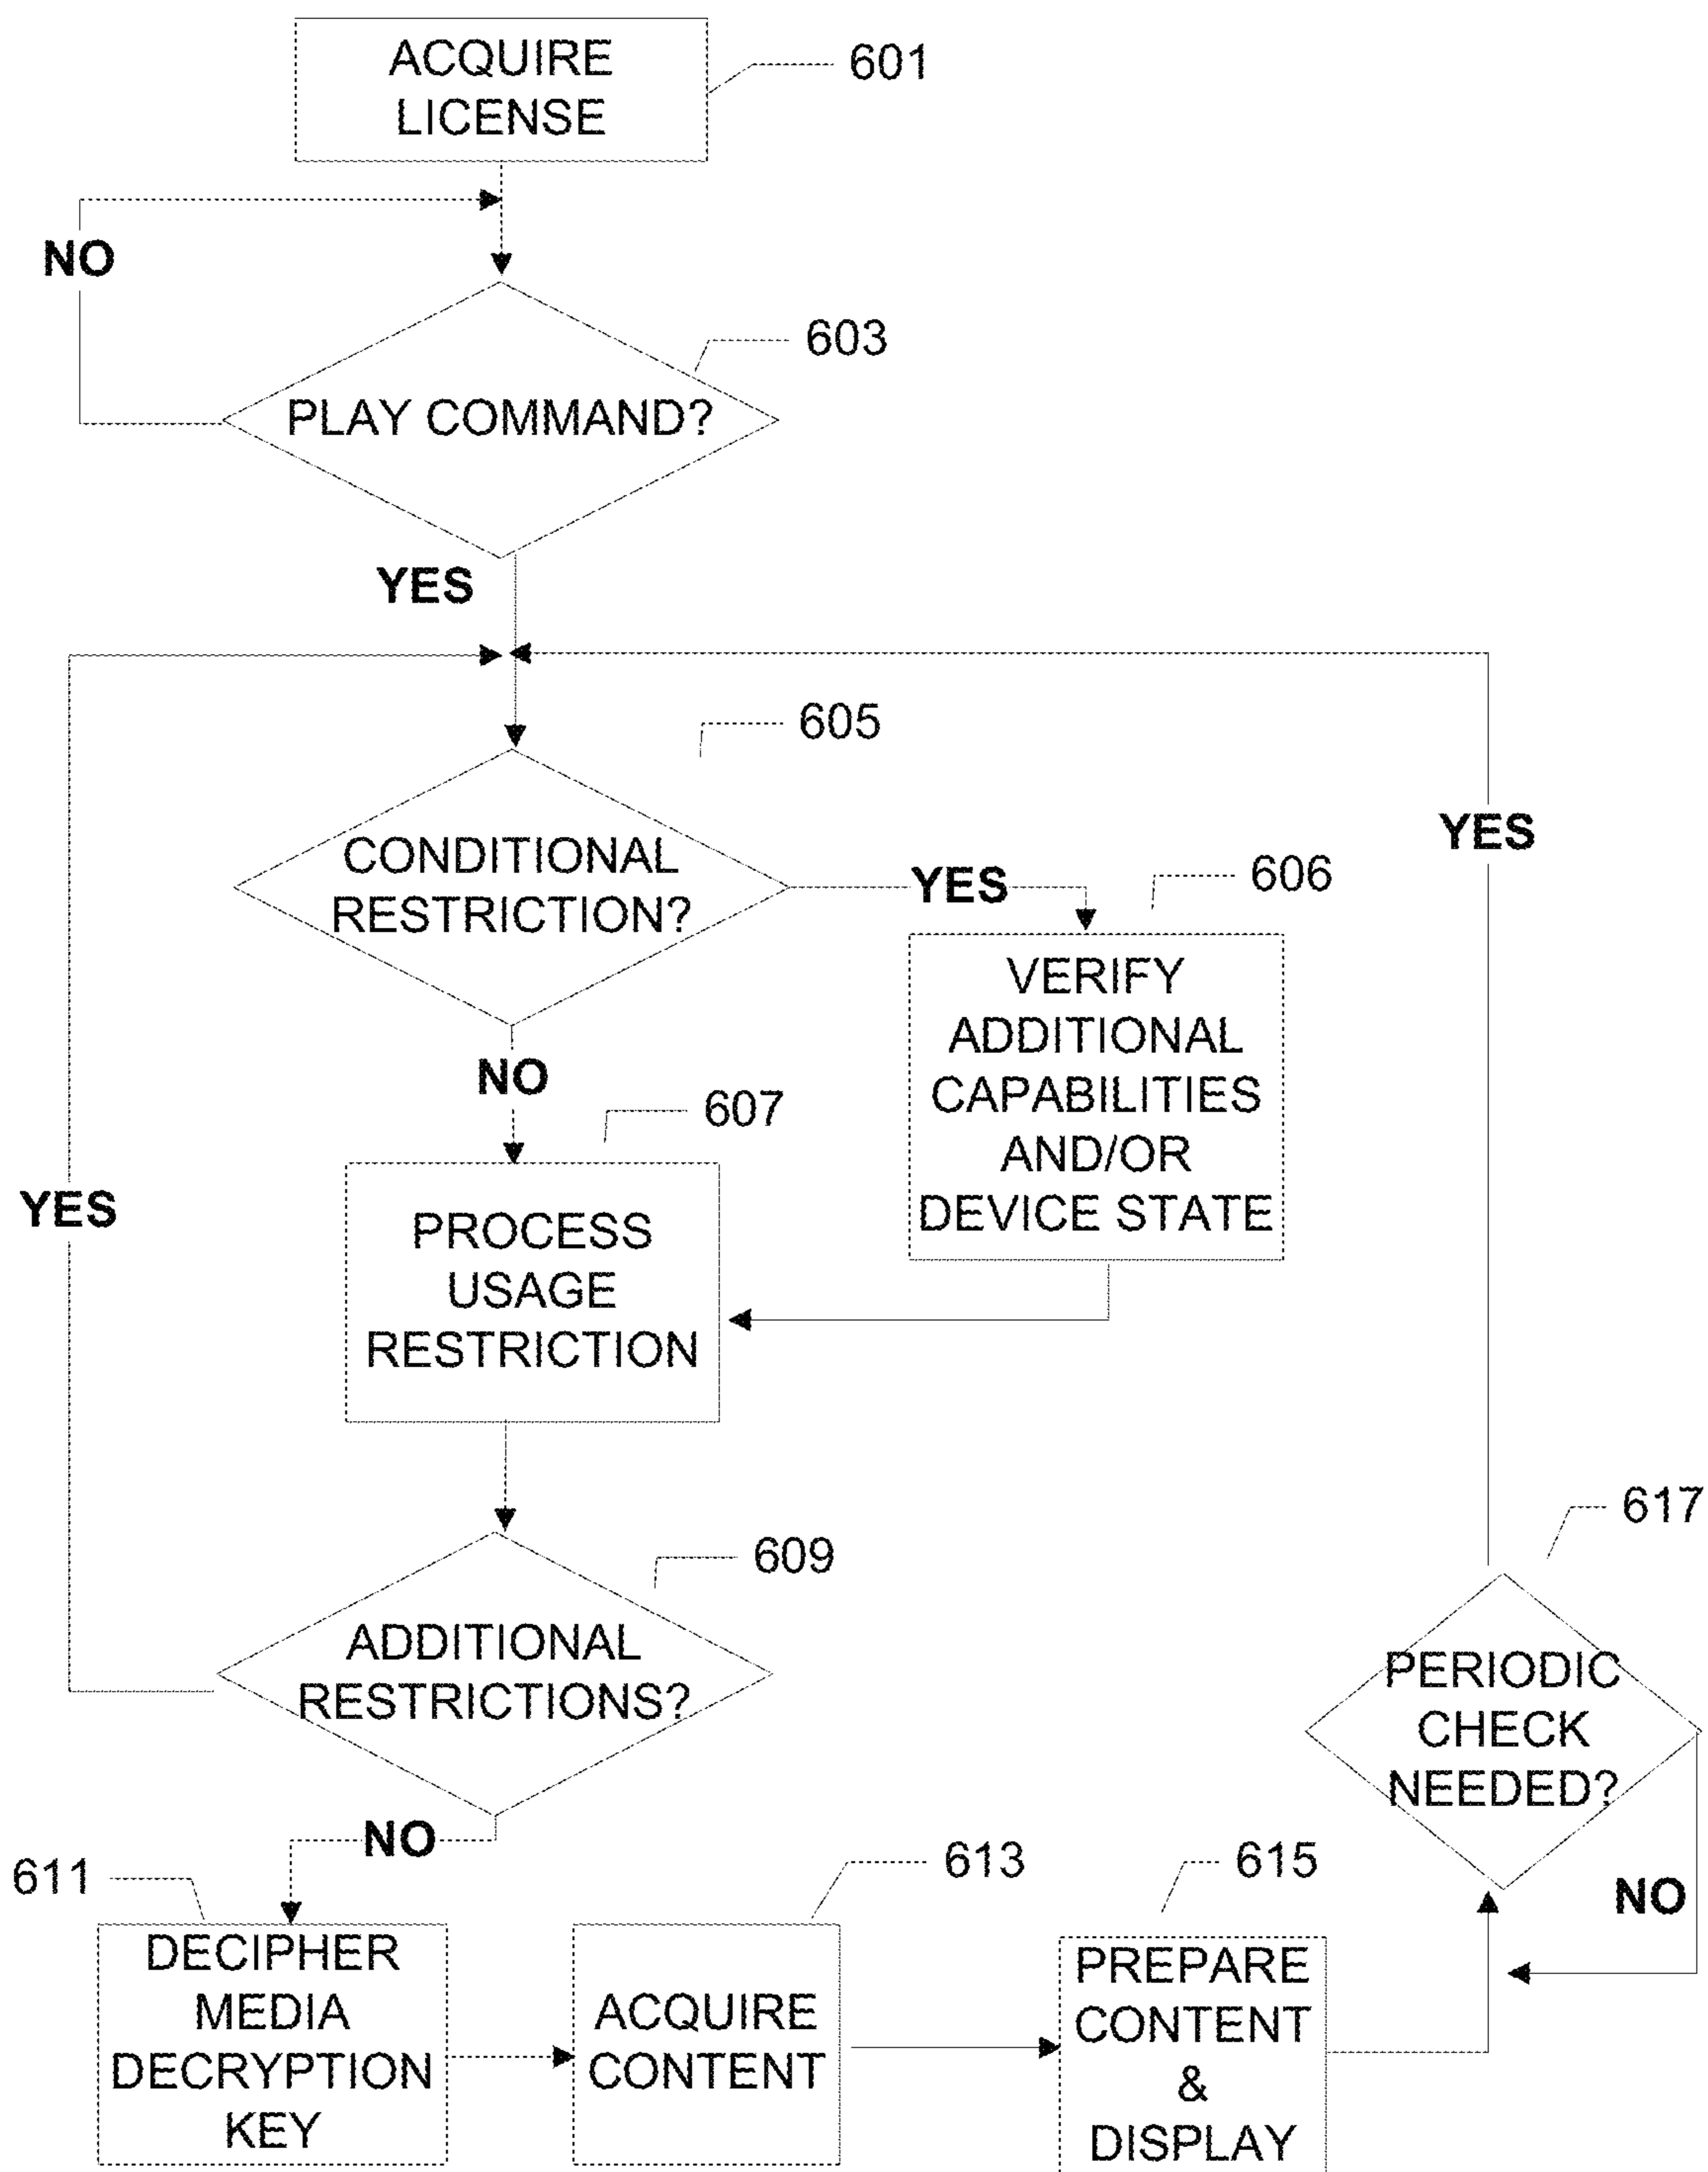 ACQUIRE
LICENSE
601
NO
603
PLAY COMMAND?
YES
605
CONDITIONAL
RESTRICTION?
YES
606
YES
VERIFY
ADDITIONAL
CAPABILITIES
AND/OR
DEVICE STATE
NO
607
YES
PROCESS
USAGE
RESTRICTION
609
ADDITIONAL
RESTRICTIONS?
617
PERIODIC
CHECK
NEEDED?
NO
NO
611
613
615
DECIPHER
MEDIA
DECRYPTION
KEY
ACQUIRE
CONTENT
PREPARE
CONTENT
&
DISPLAY